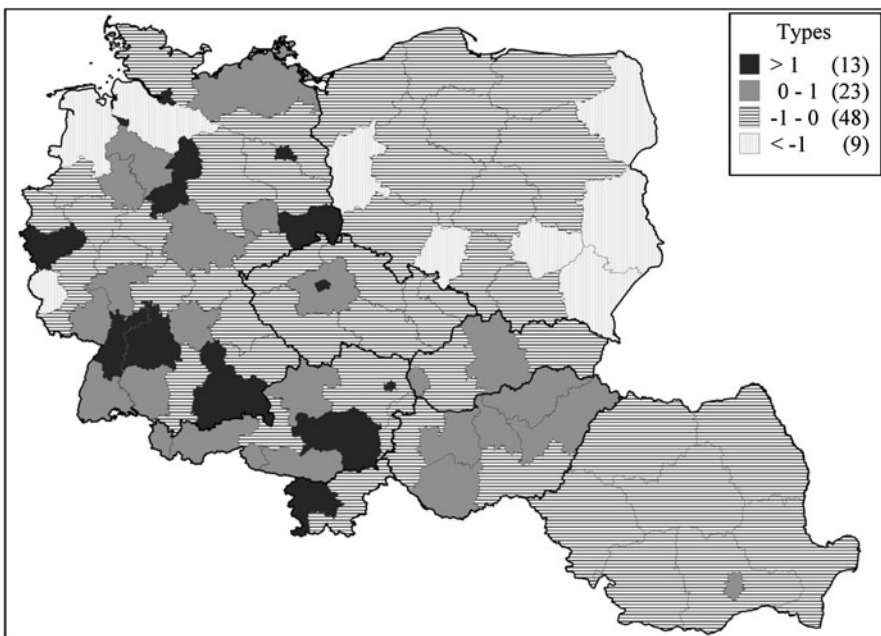 Types
> 1 (13)
0 - 1 (23)
-1 - 0 (48)
< -1 (9)